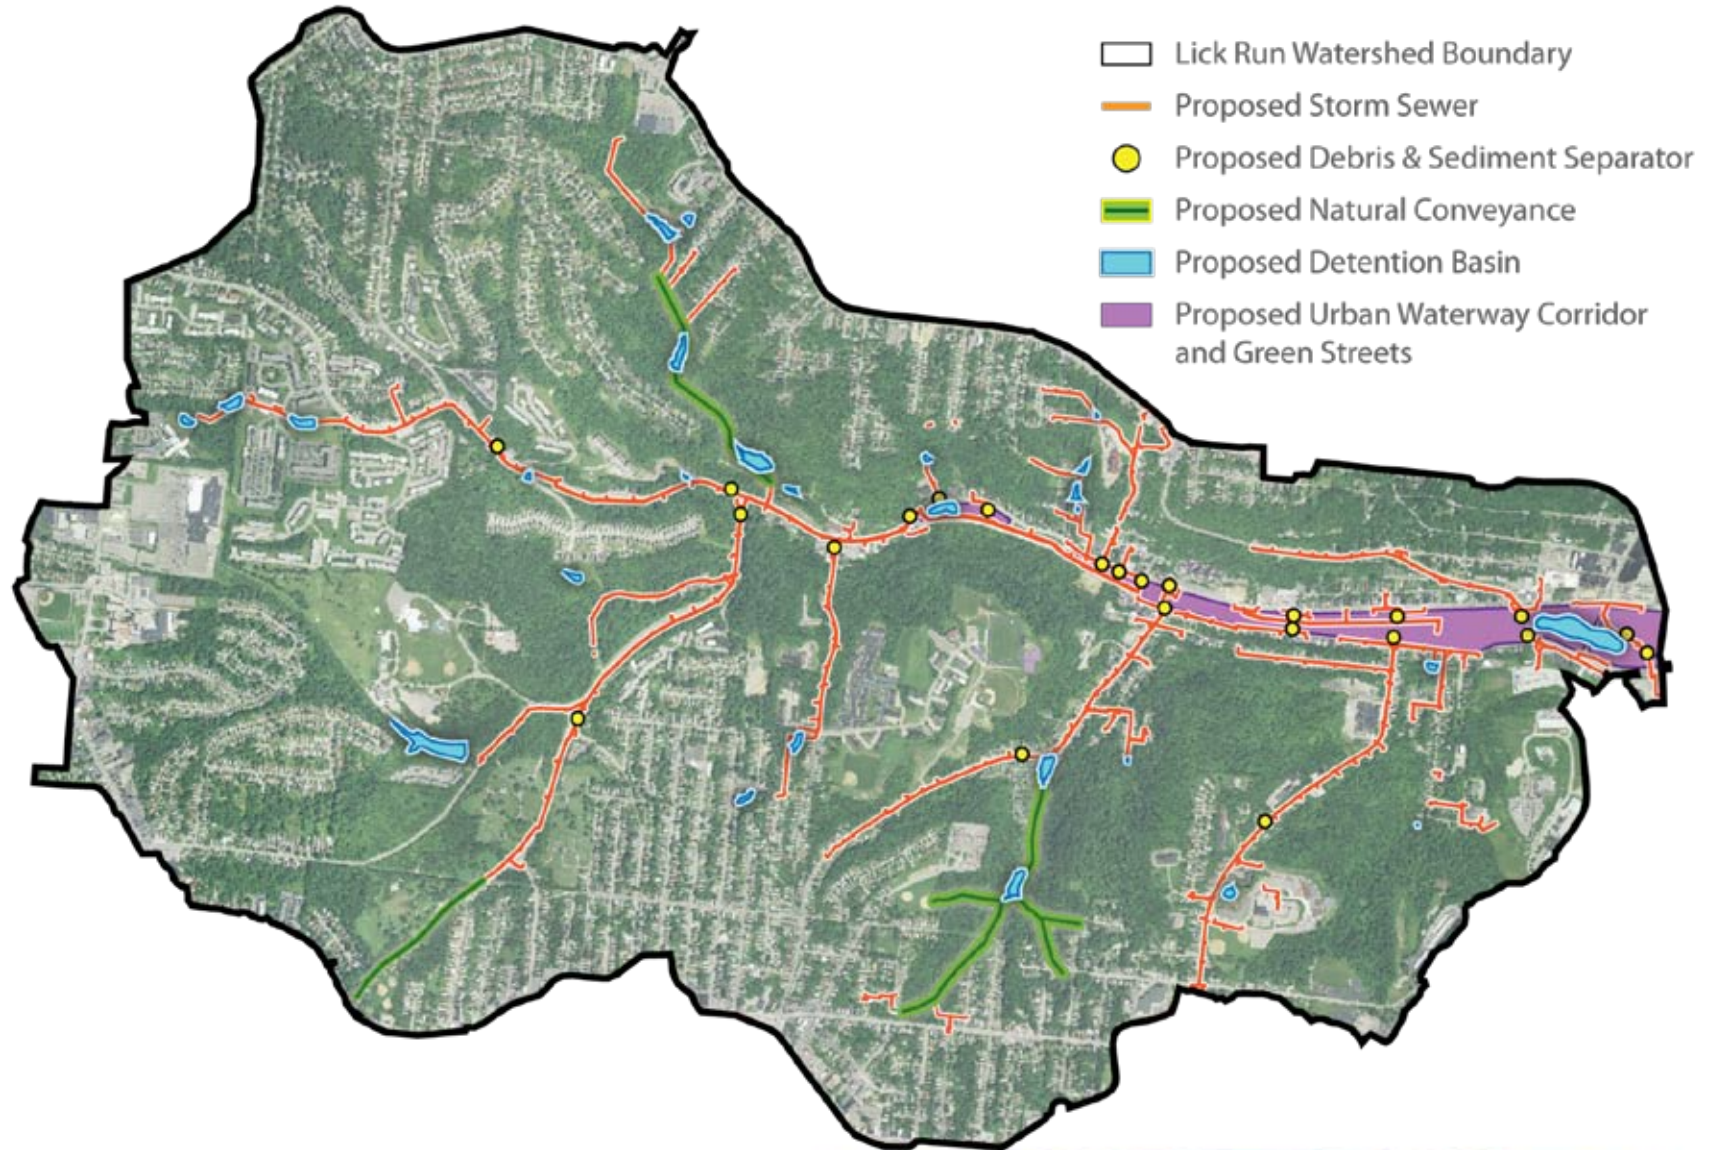 Lick Run Watershed Boundary
Proposed Storm Sewer
Proposed Debris & Sediment Separator
Proposed Natural Conveyance
Proposed Detention Basin
Proposed Urban Waterway Corridor
and Green Streets